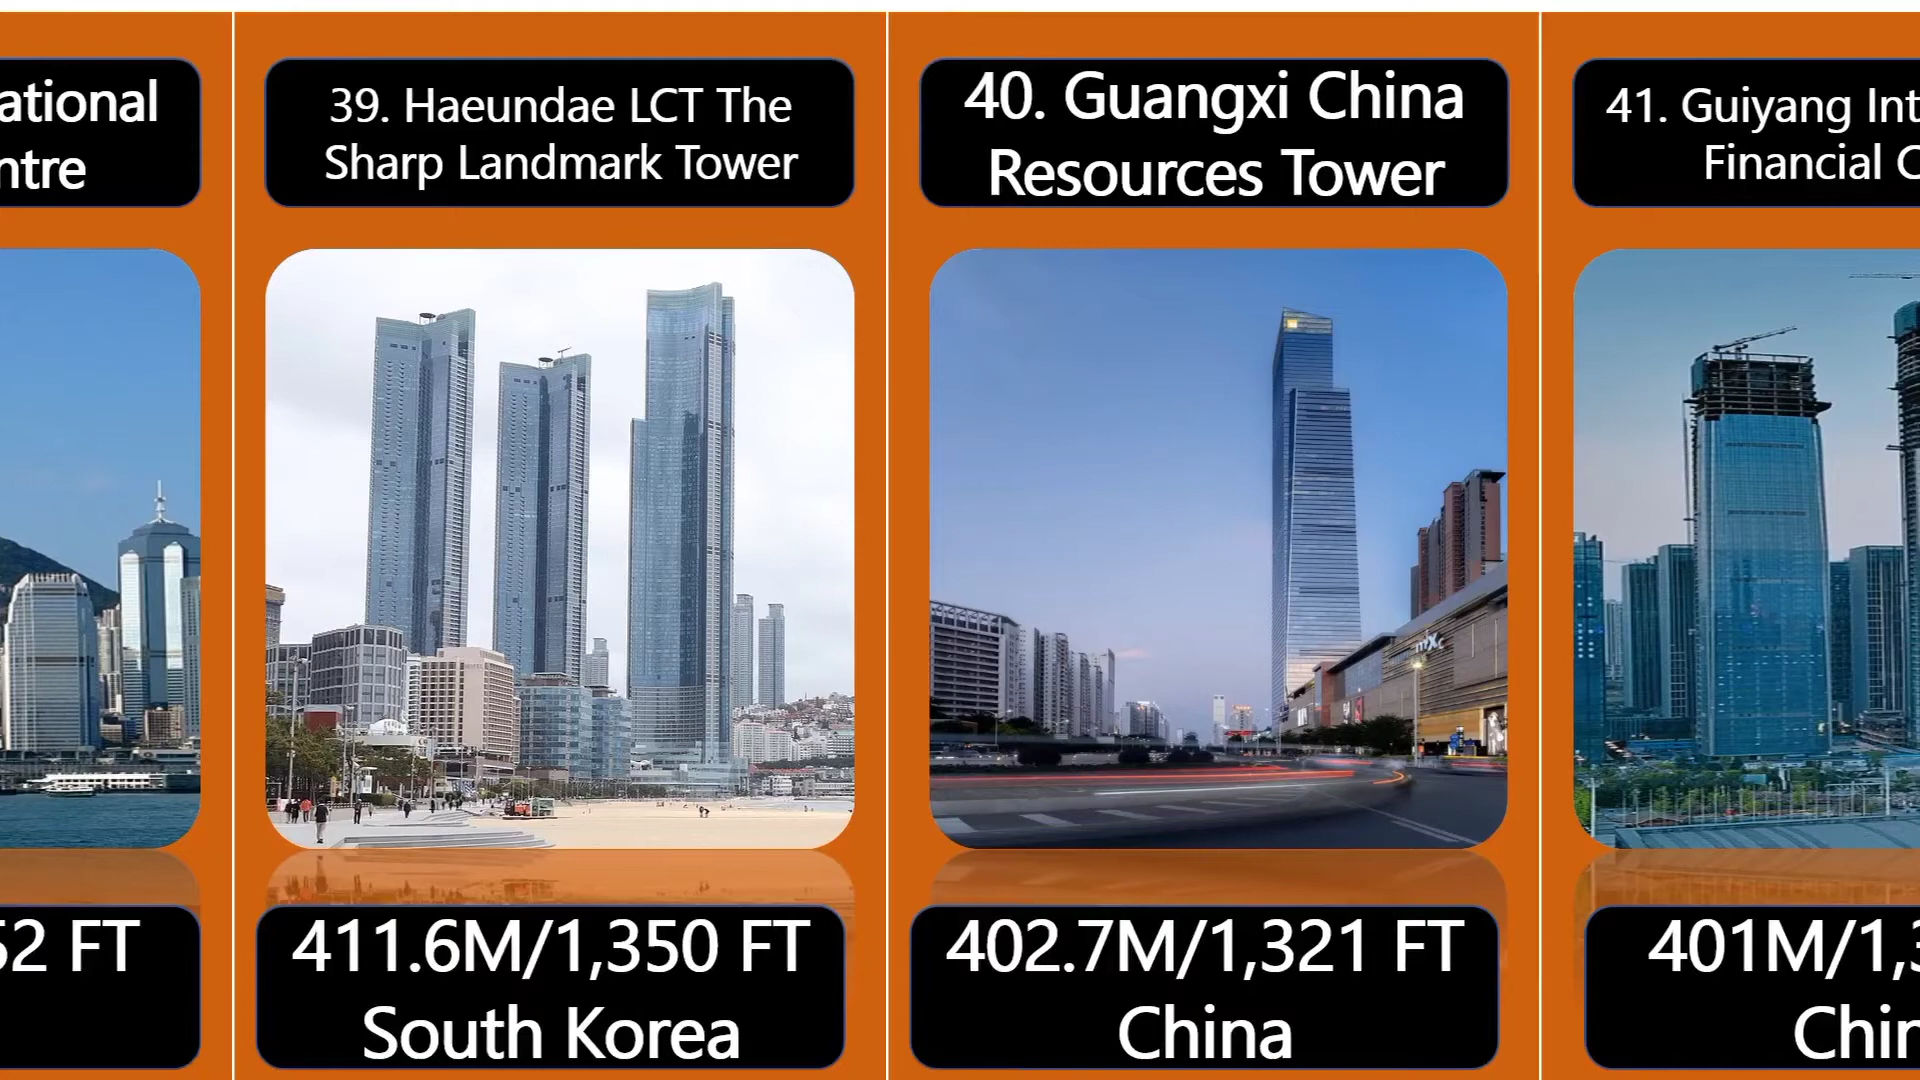 ational
ntre
39. Haeundae LCT The
Sharp Landmark Tower
40. Guangxi China
Resources Tower
41. Guiyang Int
Financial C
mixc
52 FT
411.6M/1,350 FT
South Korea
402.7M/1,321 FT
China
401M/1,3
Chin